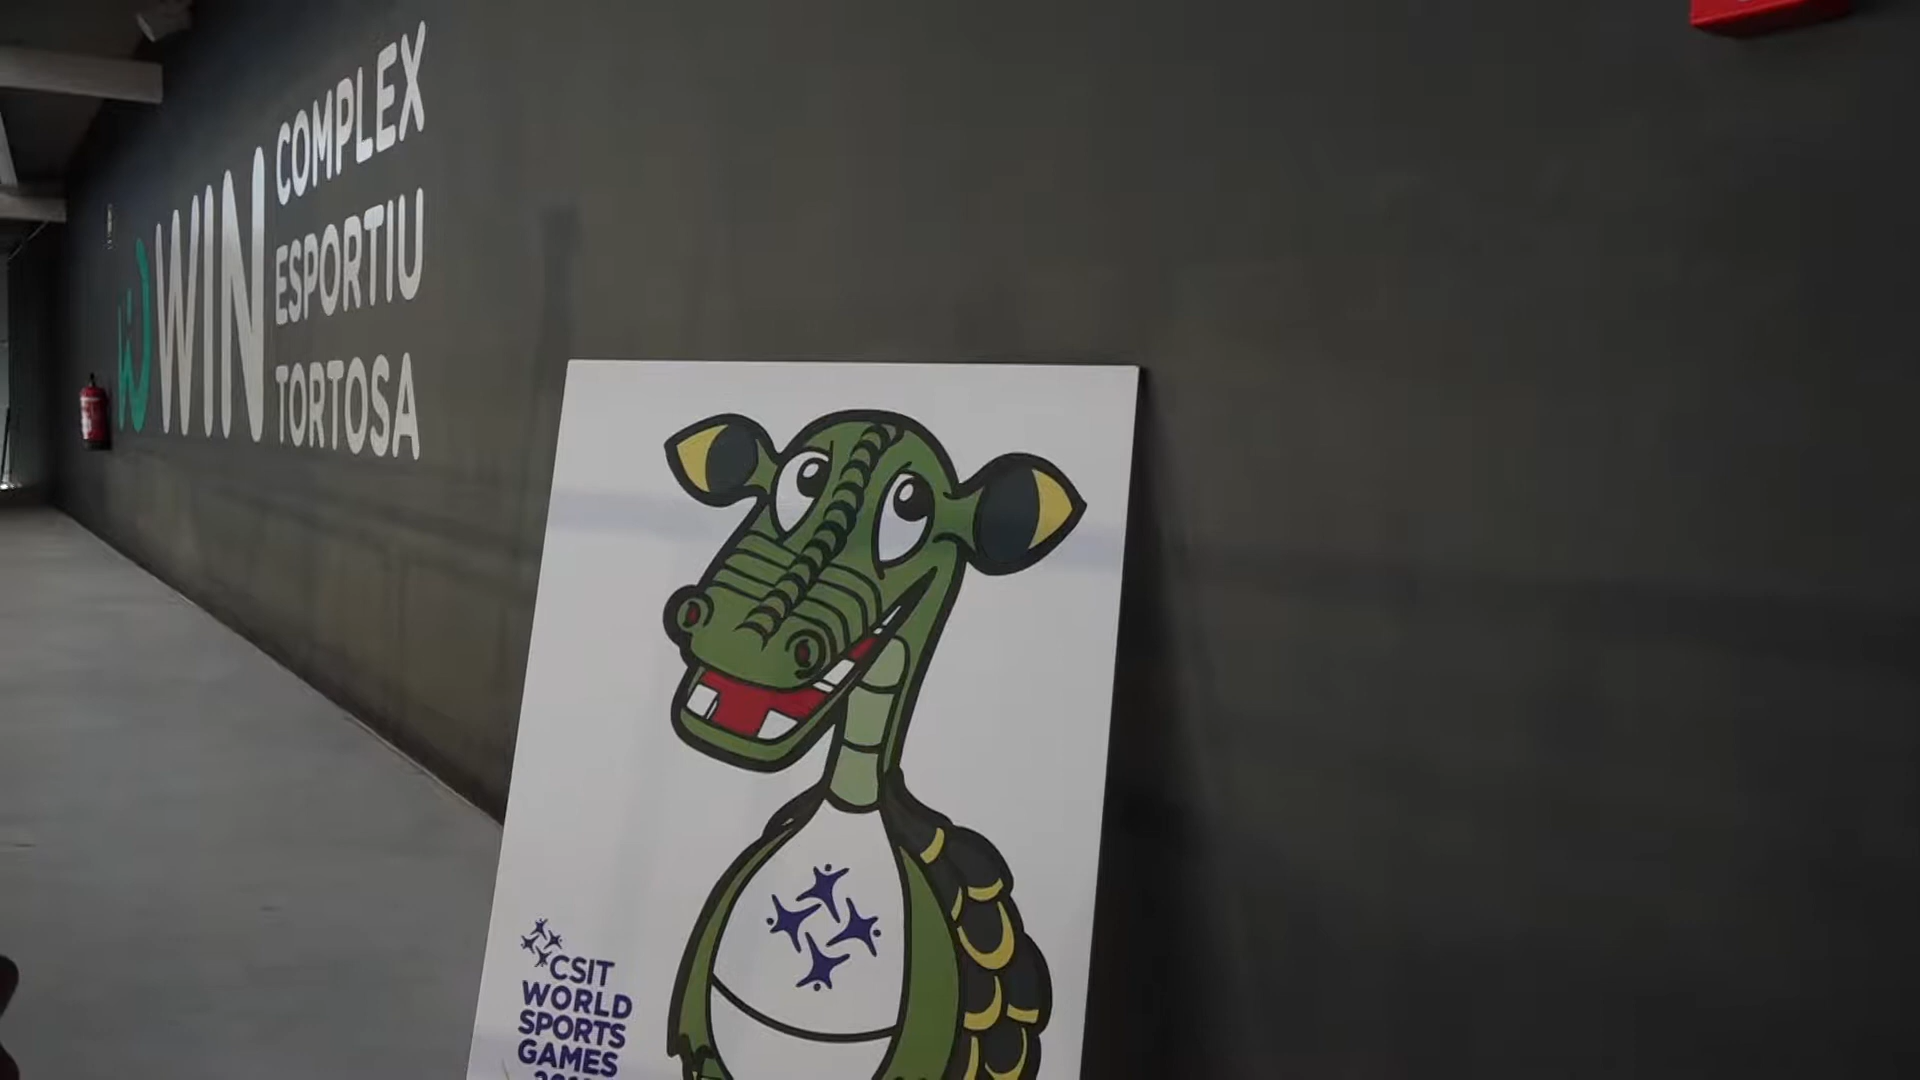 WIN
COMPLEX
ESPORTIU
TORTOSA
CSIT
WORLD
SPORTS
GAMES